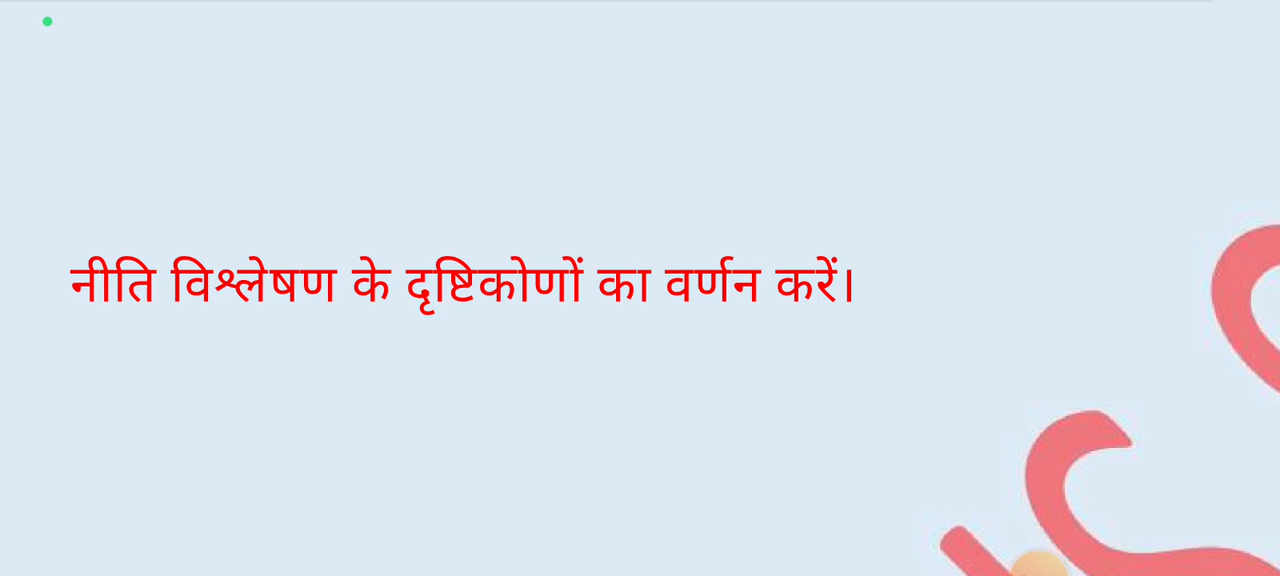 नीति विश्लेषण के दृष्टिकोणों का वर्णन करें।